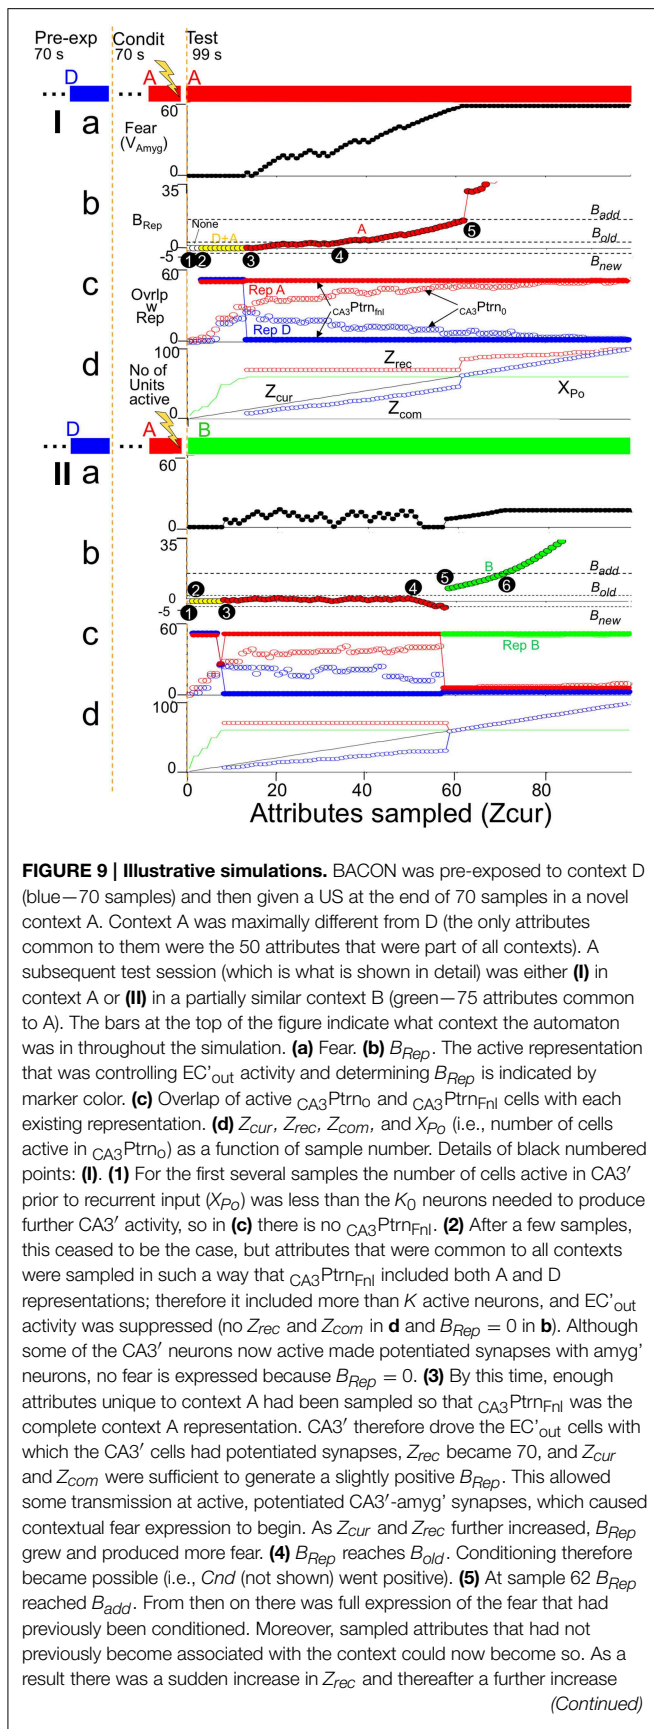 Pre-exp Condit Test
70 s 70 s 99 s
D A A
I a
60
Fear
(VAmyg)
0
b
35
BRep
None
D+A
A
0
-5
Badd
Bold
Bnew
1 2 3 4 5
c
60
Ovrlp
w
Rep
0
Rep A
Rep D
CA3Ptrnfnl
CA3Ptrn0
d
100
No of
Units
active
0
Zrec
Zcur
Zcom
XPo
D A B
II a
60
0
b
35
0
-5
B
Badd
Bold
Bnew
1 2 3 4 5 6
c
60
0
Rep B
d
100
0
0 20 40 60 80
Attributes sampled (Zcur)
FIGURE 9 | Illustrative simulations. BACON was pre-exposed to context D
(blue—70 samples) and then given a US at the end of 70 samples in a novel
context A. Context A was maximally different from D (the only attributes
common to them were the 50 attributes that were part of all contexts). A
subsequent test session (which is what is shown in detail) was either (I) in
context A or (II) in a partially similar context B (green—75 attributes common
to A). The bars at the top of the figure indicate what context the automaton
was in throughout the simulation. (a) Fear. (b) BRep. The active representation
that was controlling EC'out activity and determining BRep is indicated by
marker color. (c) Overlap of active CA3Ptrno and CA3PtrnFnl cells with each
existing representation. (d) Zcur, Zrec, Zcom, and XPo (i.e., number of cells
active in CA3Ptrno) as a function of sample number. Details of black numbered
points: (I). (1) For the first several samples the number of cells active in CA3′
prior to recurrent input (XPo) was less than the K0 neurons needed to produce
further CA3′ activity, so in (c) there is no CA3PtrnFnl. (2) After a few samples,
this ceased to be the case, but attributes that were common to all contexts
were sampled in such a way that CA3PtrnFnl included both A and D
representations; therefore it included more than K active neurons, and EC'out
activity was suppressed (no Zrec and Zcom in d and BRep = 0 in b). Although
some of the CA3′ neurons now active made potentiated synapses with amyg′
neurons, no fear is expressed because BRep = 0. (3) By this time, enough
attributes unique to context A had been sampled so that CA3PtrnFnl was the
complete context A representation. CA3′ therefore drove the EC'out cells with
which the CA3′ cells had potentiated synapses, Zrec became 70, and Zcur
and Zcom were sufficient to generate a slightly positive BRep. This allowed
some transmission at active, potentiated CA3′-amyg′ synapses, which caused
contextual fear expression to begin. As Zcur and Zrec further increased, BRep
grew and produced more fear. (4) BRep reaches Bold. Conditioning therefore
became possible (i.e., Cnd (not shown) went positive). (5) At sample 62 BRep
reached Badd. From then on there was full expression of the fear that had
previously been conditioned. Moreover, sampled attributes that had not
previously become associated with the context could now become so. As a
result there was a sudden increase in Zrec and thereafter a further increase
(Continued)